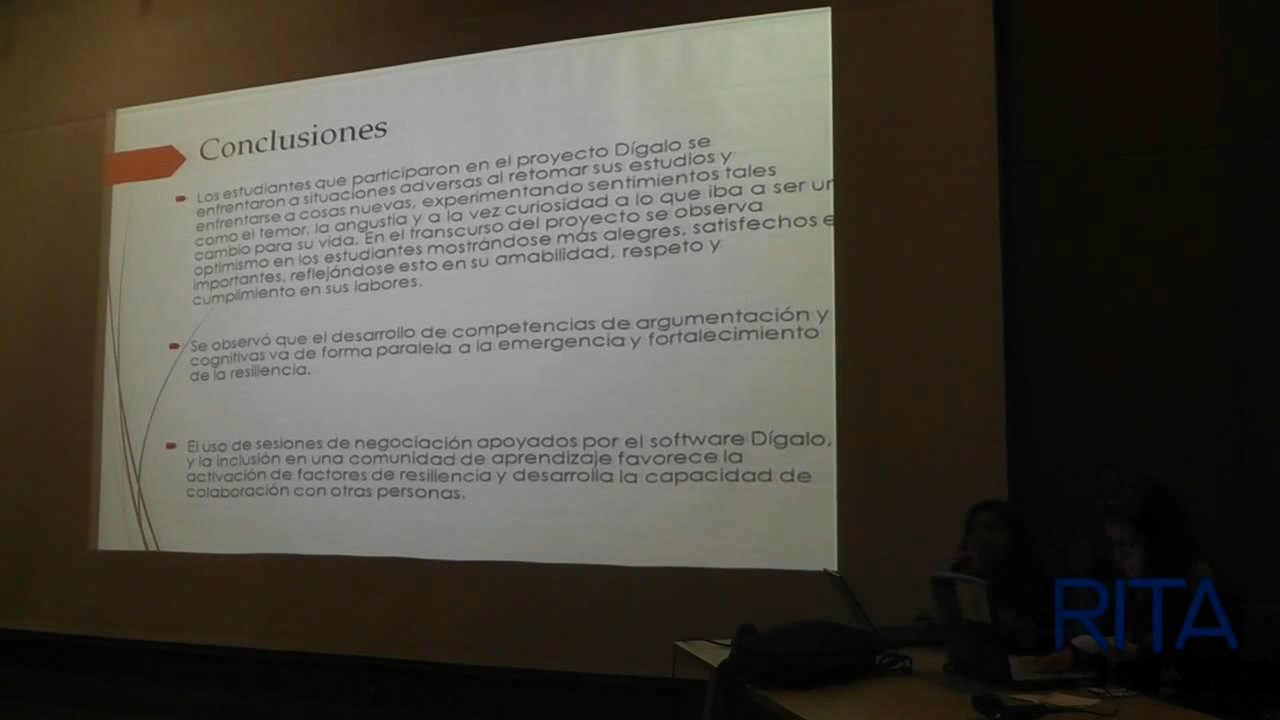 Conclusiones
Los estudiantes que participaron en el proyecto Dígalo se
enfrentaron a situaciones adversas al retomar sus estudios y
enfrentarse a cosas nuevas, experimentando sentimientos tales
como el temor, la angustia y a la vez curiosidad a lo que iba a ser un
cambio para su vida. En el transcurso del proyecto se observa
optimismo en los estudiantes mostrándose más alegres, satisfechos e
importantes, reflejándose esto en su amabilidad, respeto y
cumplimiento en sus labores.
Se observó que el desarrollo de competencias de argumentación y
cognitivas va de forma paralela a la emergencia y fortalecimiento
de la resiliencia.
El uso de sesiones de negociación apoyados por el software Dígalo,
y la inclusión en una comunidad de aprendizaje favorece la
activación de factores de resiliencia y desarrolla la capacidad de
colaboración con otras personas.
RITA